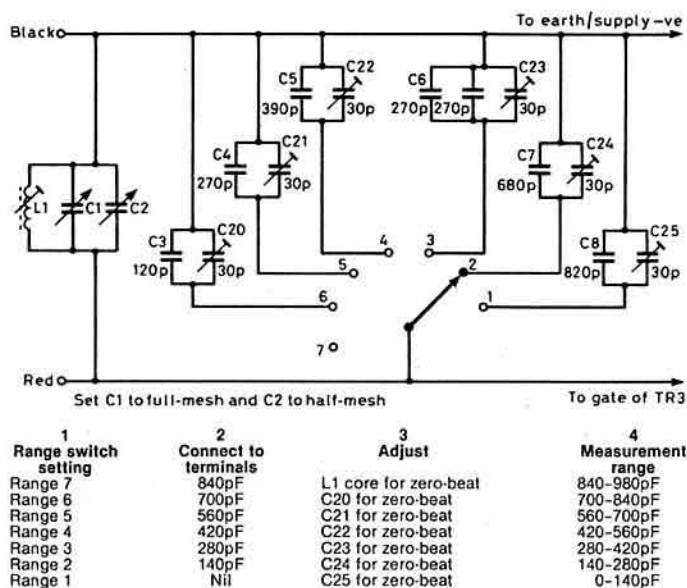 Black
To earth/supply-ve
C5
C22
390p
30p
C6
C23
270p
270p
30p
C4
C21
270p
30p
C7
C24
680p
30p
L1
C1
C2
C3
C20
120p
30p
C8
C25
820p
30p
4
3
5
2
6
1
7
Red
To gate of TR3
Set C1 to full-mesh and C2 to half-mesh
1 2 3 4
Range switch Connect to Adjust Measurement
setting terminals range
Range 7 840pF L1 core for zero-beat 840-980pF
Range 6 700pF C20 for zero-beat 700-840pF
Range 5 560pF C21 for zero-beat 560-700pF
Range 4 420pF C22 for zero-beat 420-560pF
Range 3 280pF C23 for zero-beat 280-420pF
Range 2 140pF C24 for zero-beat 140-280pF
Range 1 Nil C25 for zero-beat 0-140pF